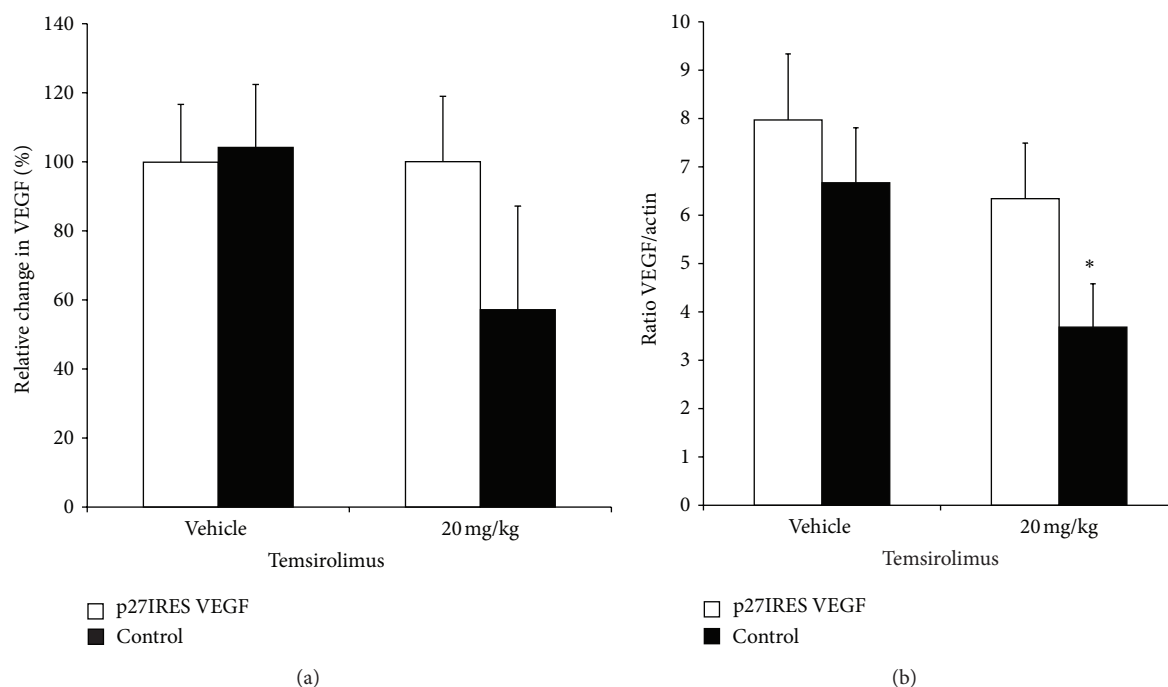 140
120
100
80
60
40
20
0
Relative change in VEGF (%)
Vehicle
20 mg/kg
Temsirolimus
p27IRES VEGF
Control
(a)
10
9
8
7
6
5
4
3
2
1
0
Ratio VEGF/actin
*
Vehicle
20 mg/kg
Temsirolimus
p27IRES VEGF
Control
(b)